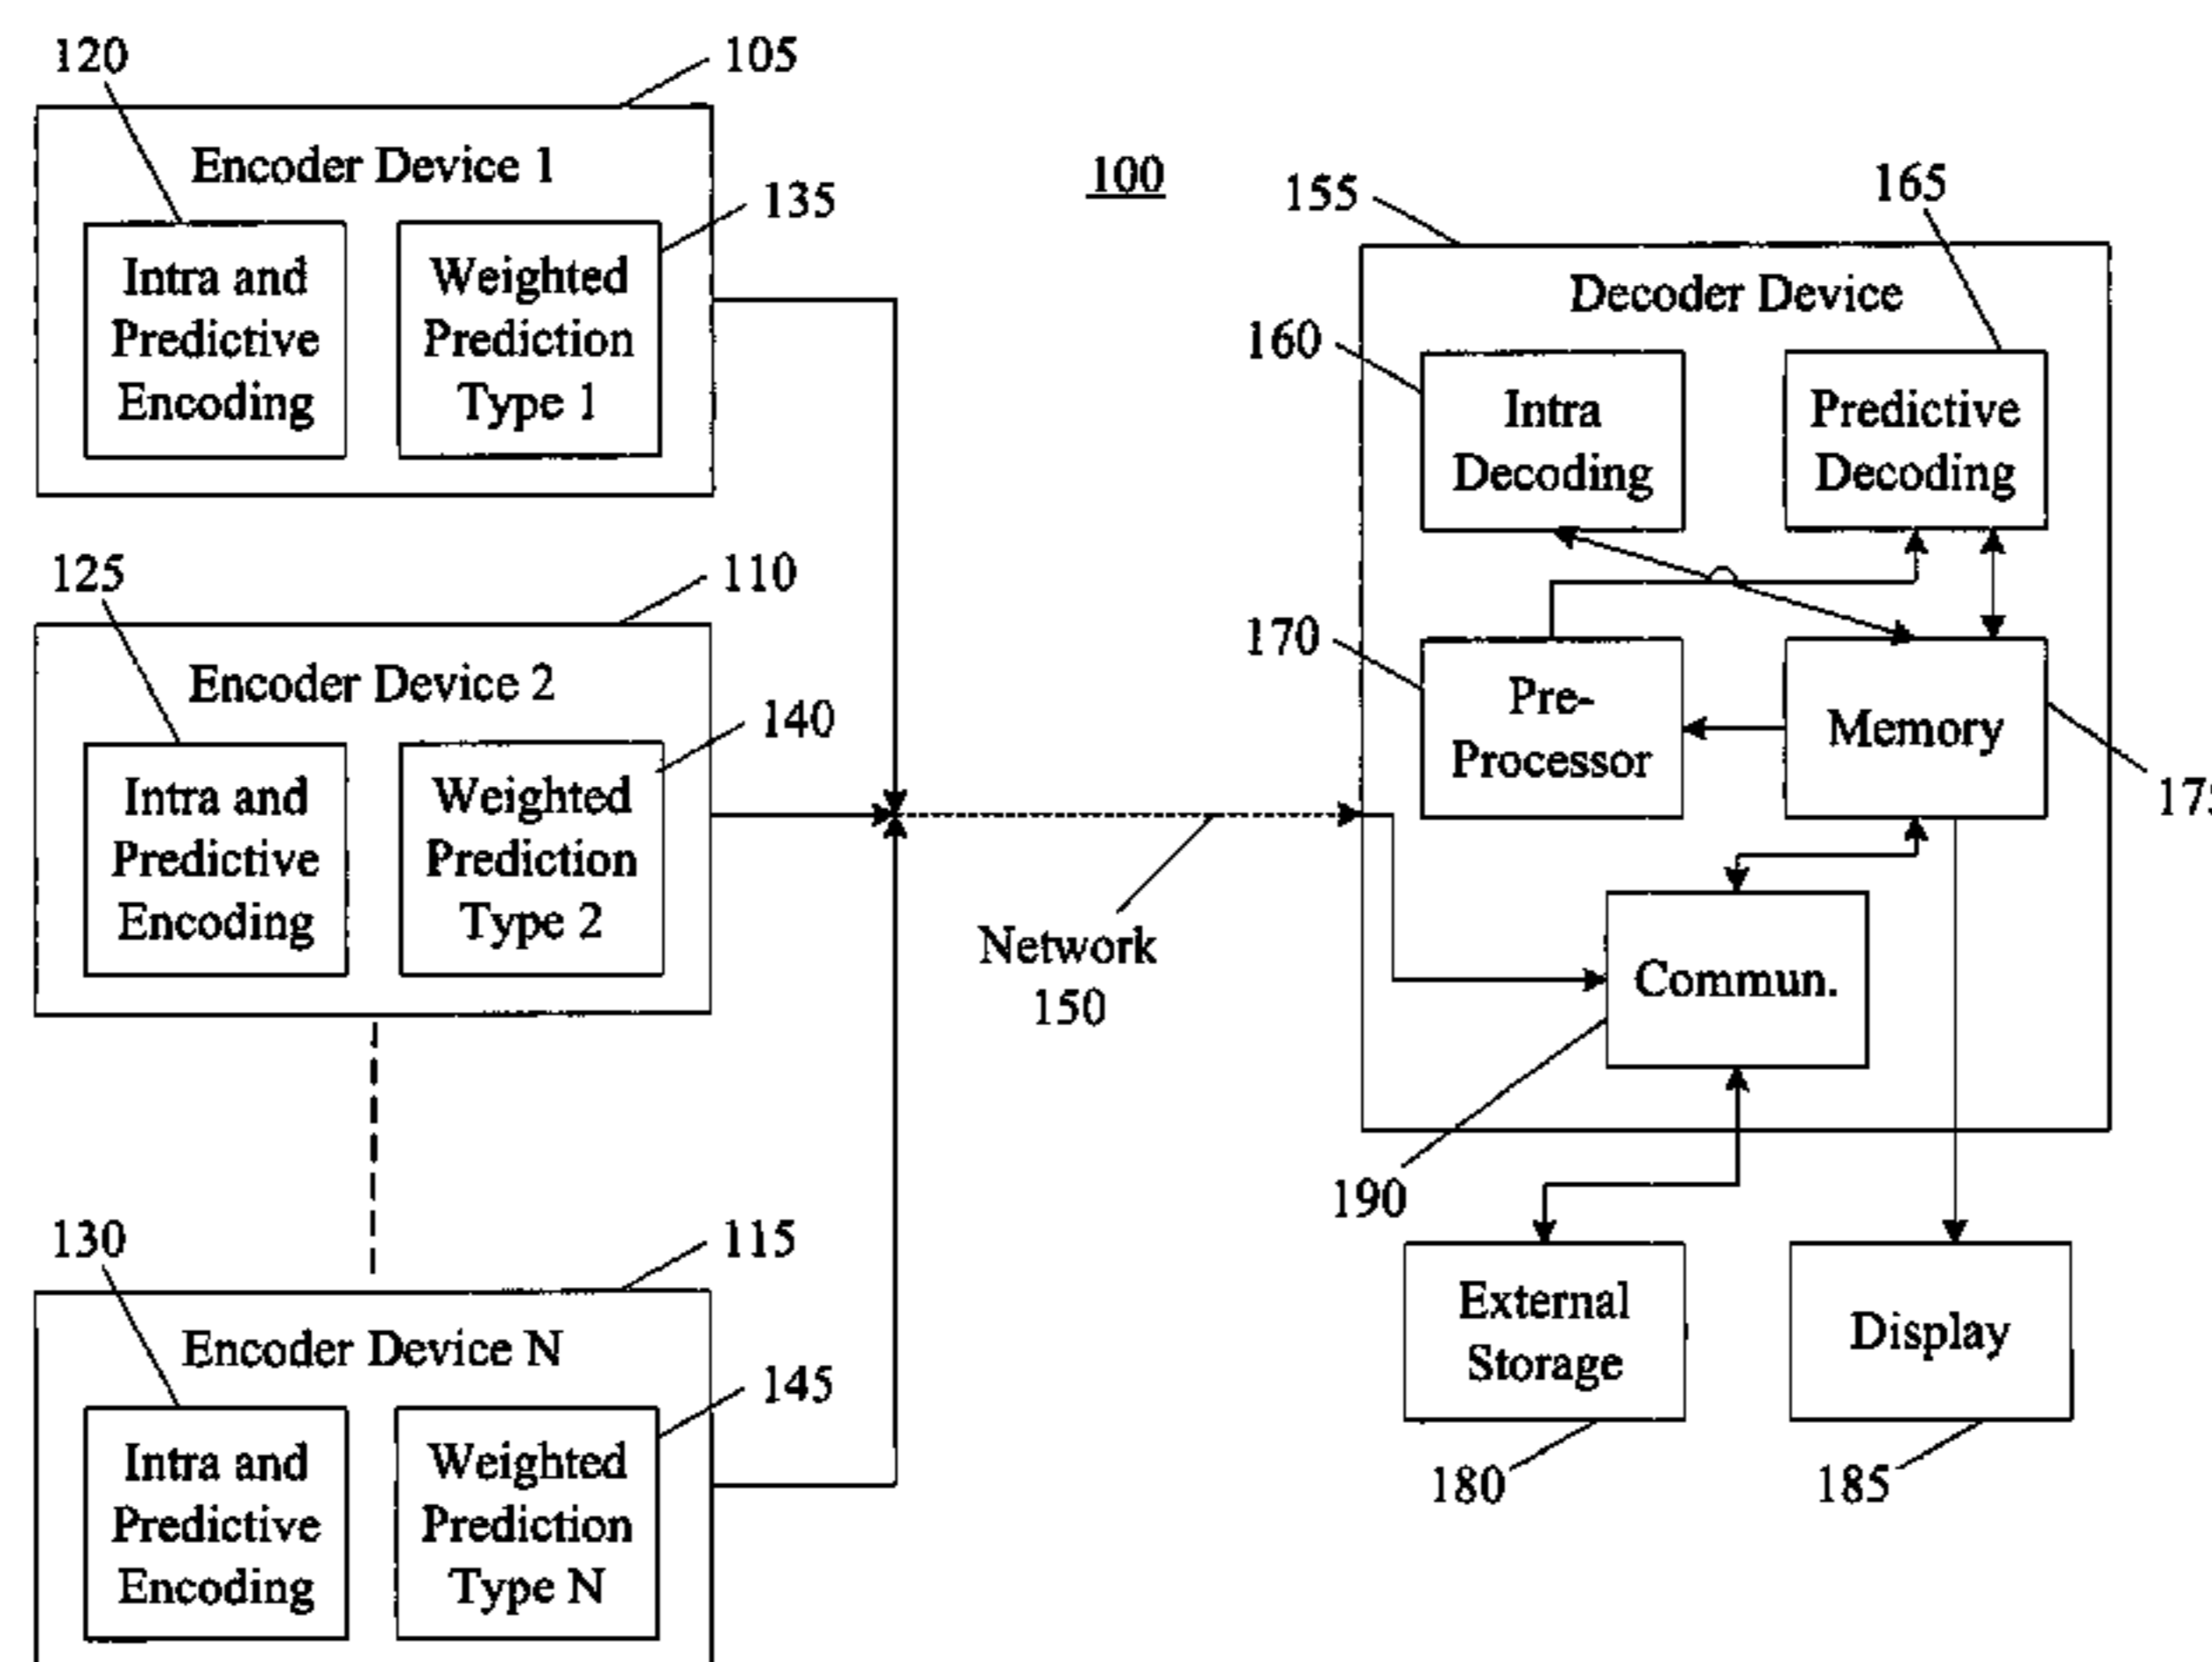 120
105
Encoder Device 1
135
Intra and
Predictive
Encoding
Weighted
Prediction
Type 1
125
110
Encoder Device 2
140
Intra and
Predictive
Encoding
Weighted
Prediction
Type 2
130
115
Encoder Device N
145
Intra and
Predictive
Encoding
Weighted
Prediction
Type N
100
Network
150
155
165
Decoder Device
160
Intra
Decoding
Predictive
Decoding
170
Pre-
Processor
Memory
175
Commun.
190
External
Storage
Display
180
185